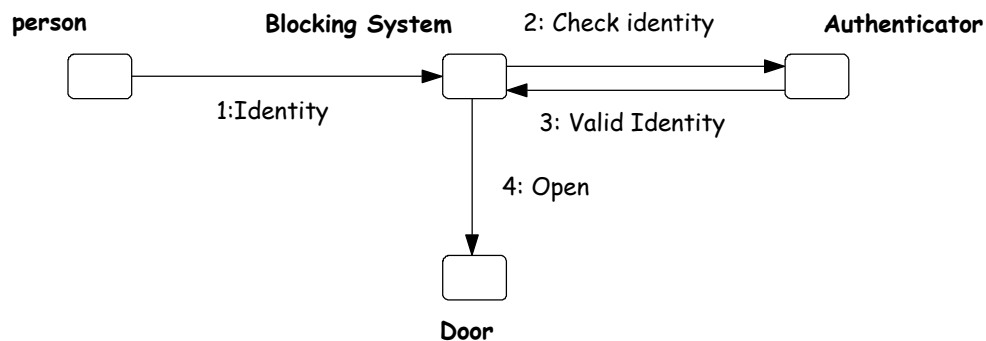 person
Blocking System
2: Check identity
Authenticator
1:Identity
3: Valid Identity
4: Open
Door